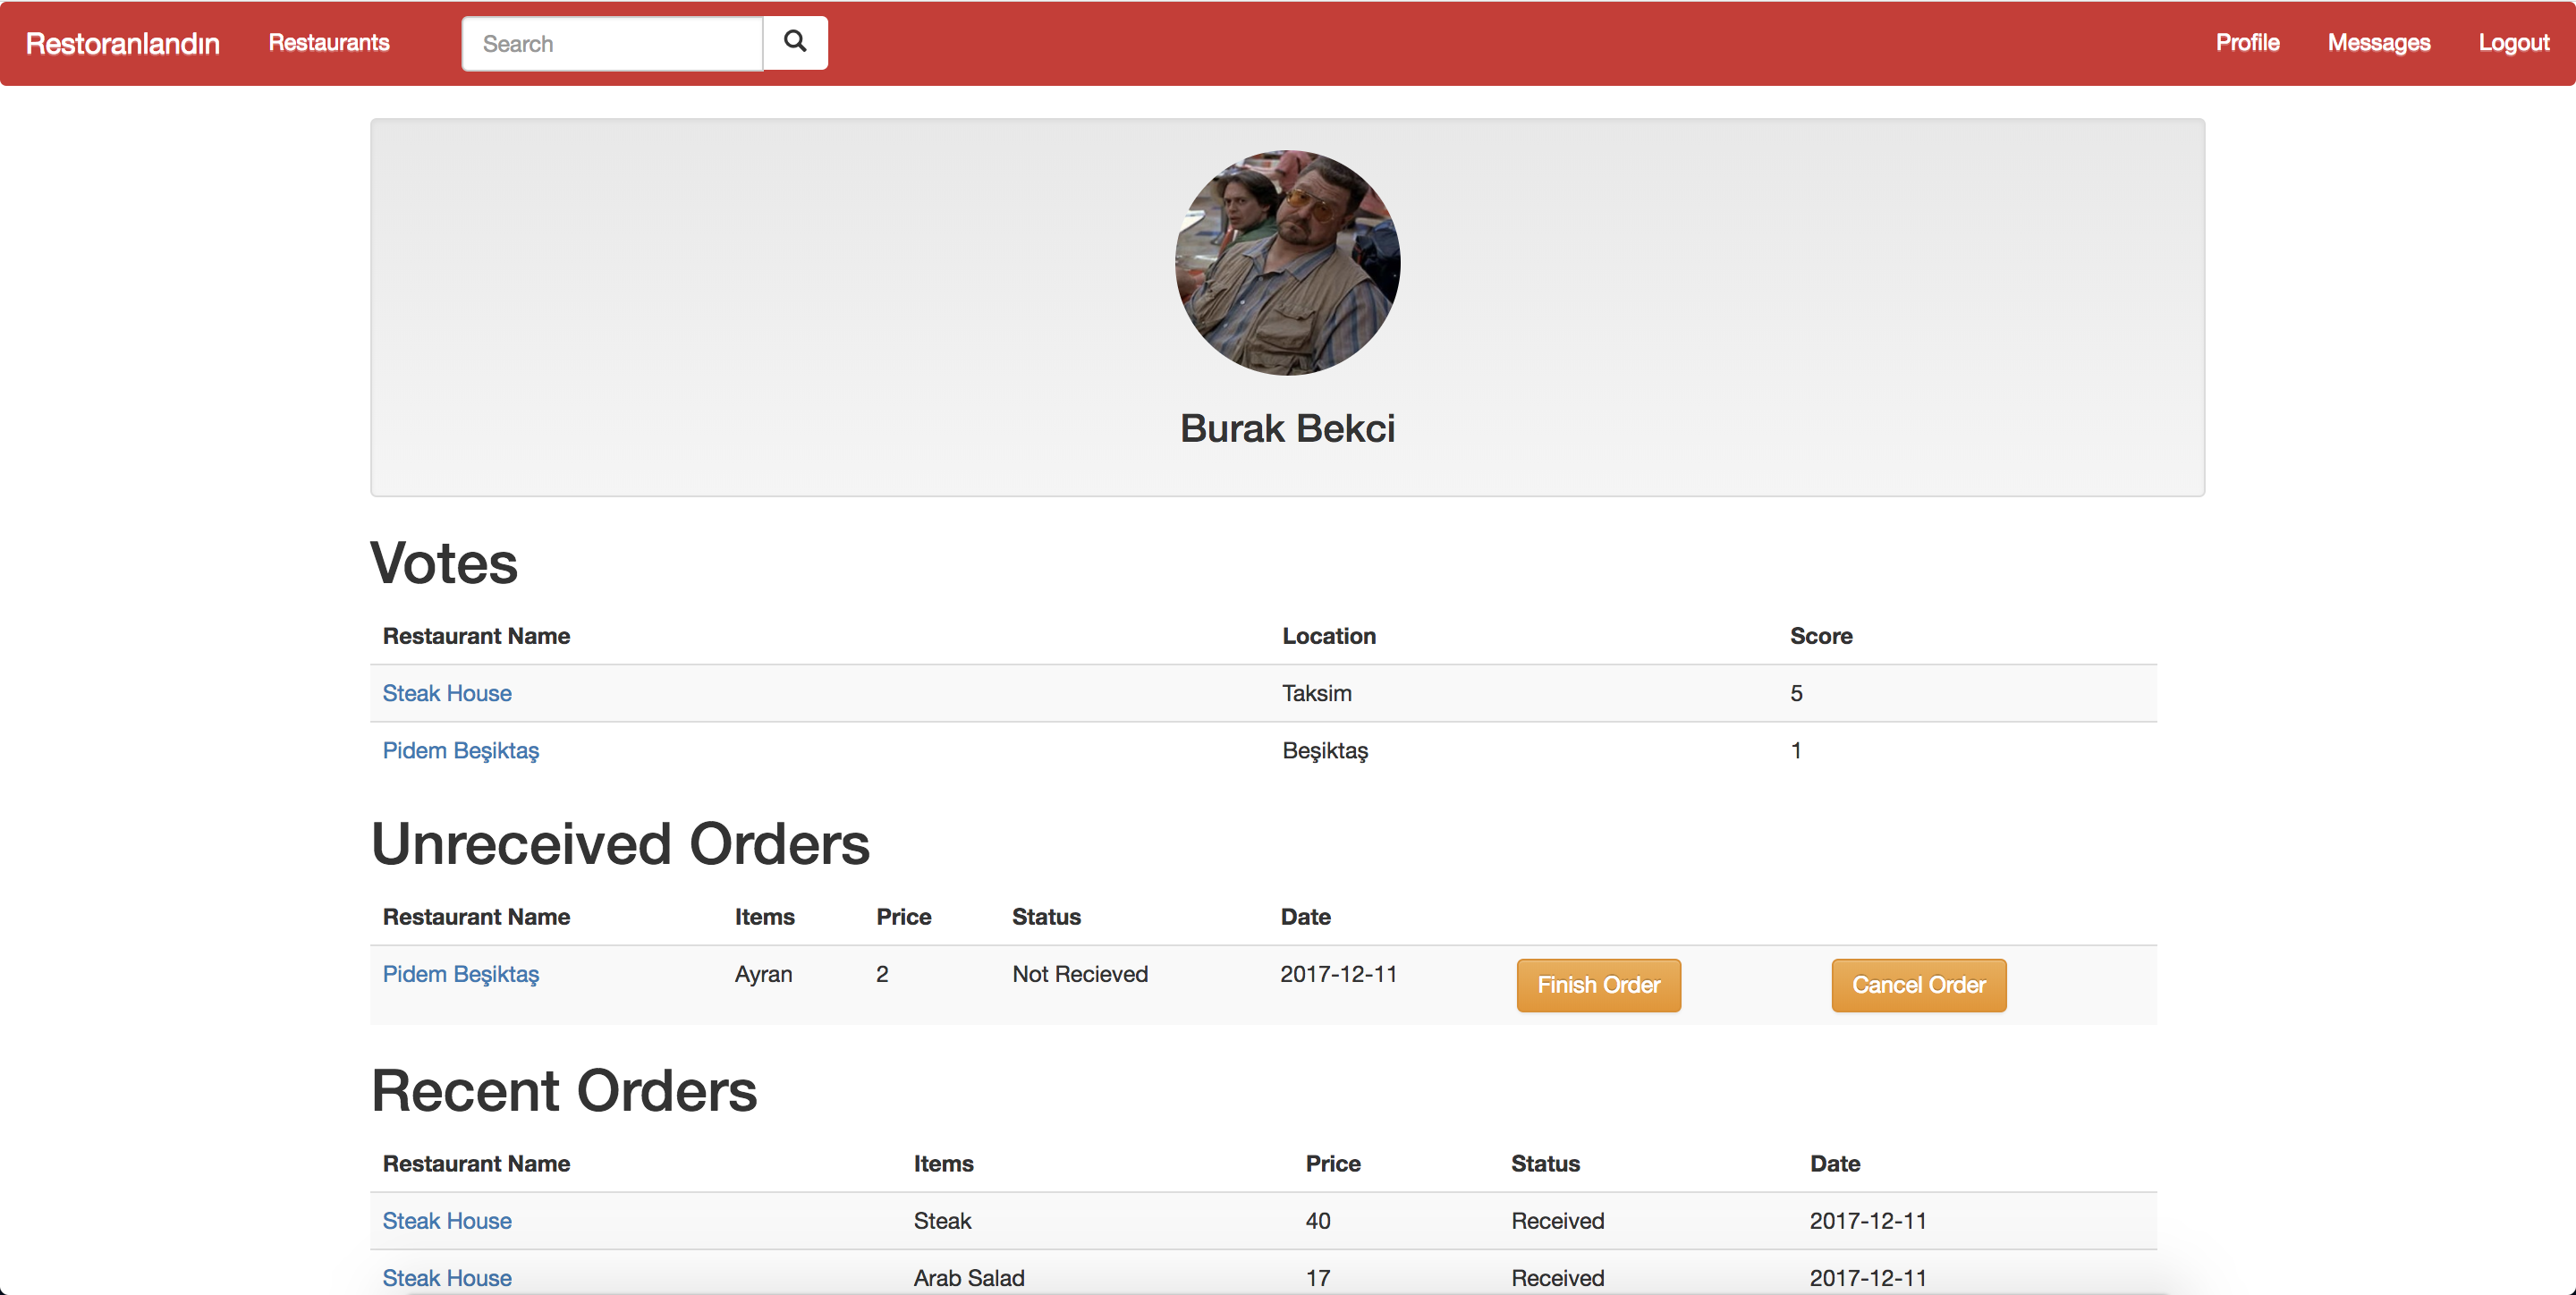 Restoranlandın Restaurants Search Profile Messages Logout
Burak Bekci
Votes
Restaurant Name Location Score
Steak House Taksim 5
Pidem Beşiktaş Beşiktaş 1
Unreceived Orders
Restaurant Name Items Price Status Date
Pidem Beşiktaş Ayran 2 Not Recieved 2017-12-11 Finish Order Cancel Order
Recent Orders
Restaurant Name Items Price Status Date
Steak House Steak 40 Received 2017-12-11
Steak House Arab Salad 17 Received 2017-12-11